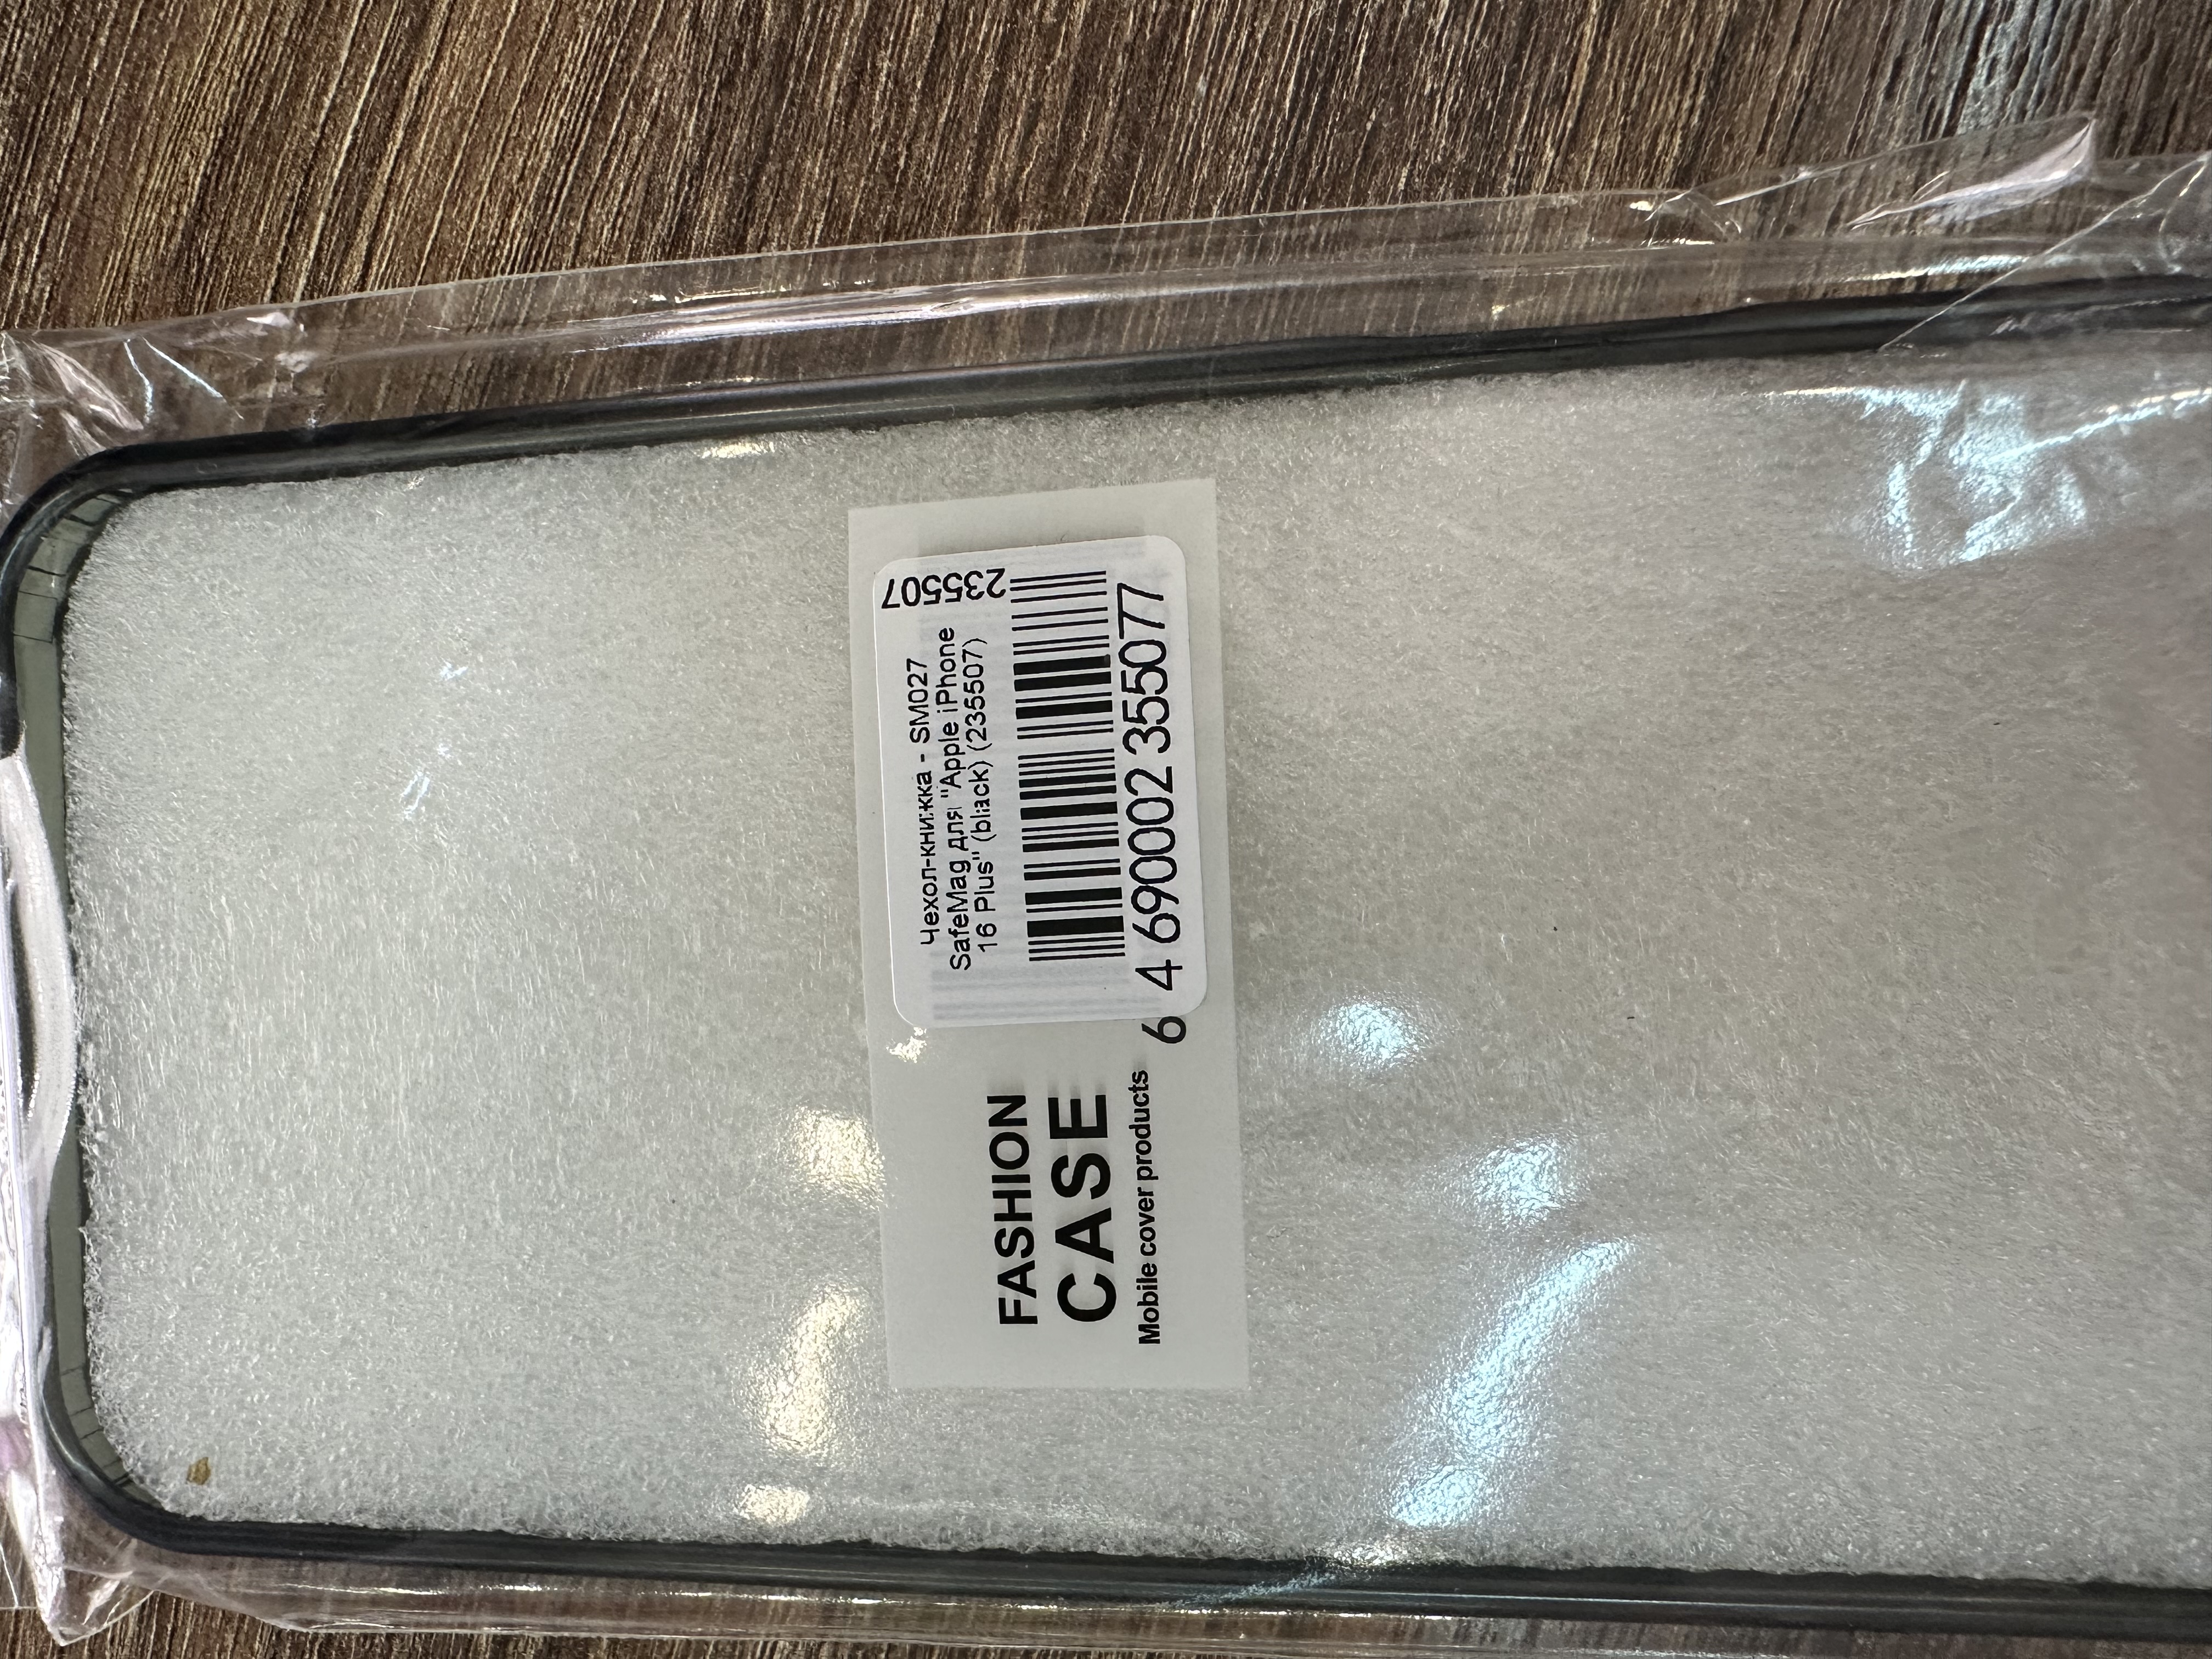 Чехол-книжка - SM027
SafeMag для "Apple iPhone
16 Plus" (black) (235507)
235507
4 690002 355077
6
FASHION
CASE
Mobile cover products